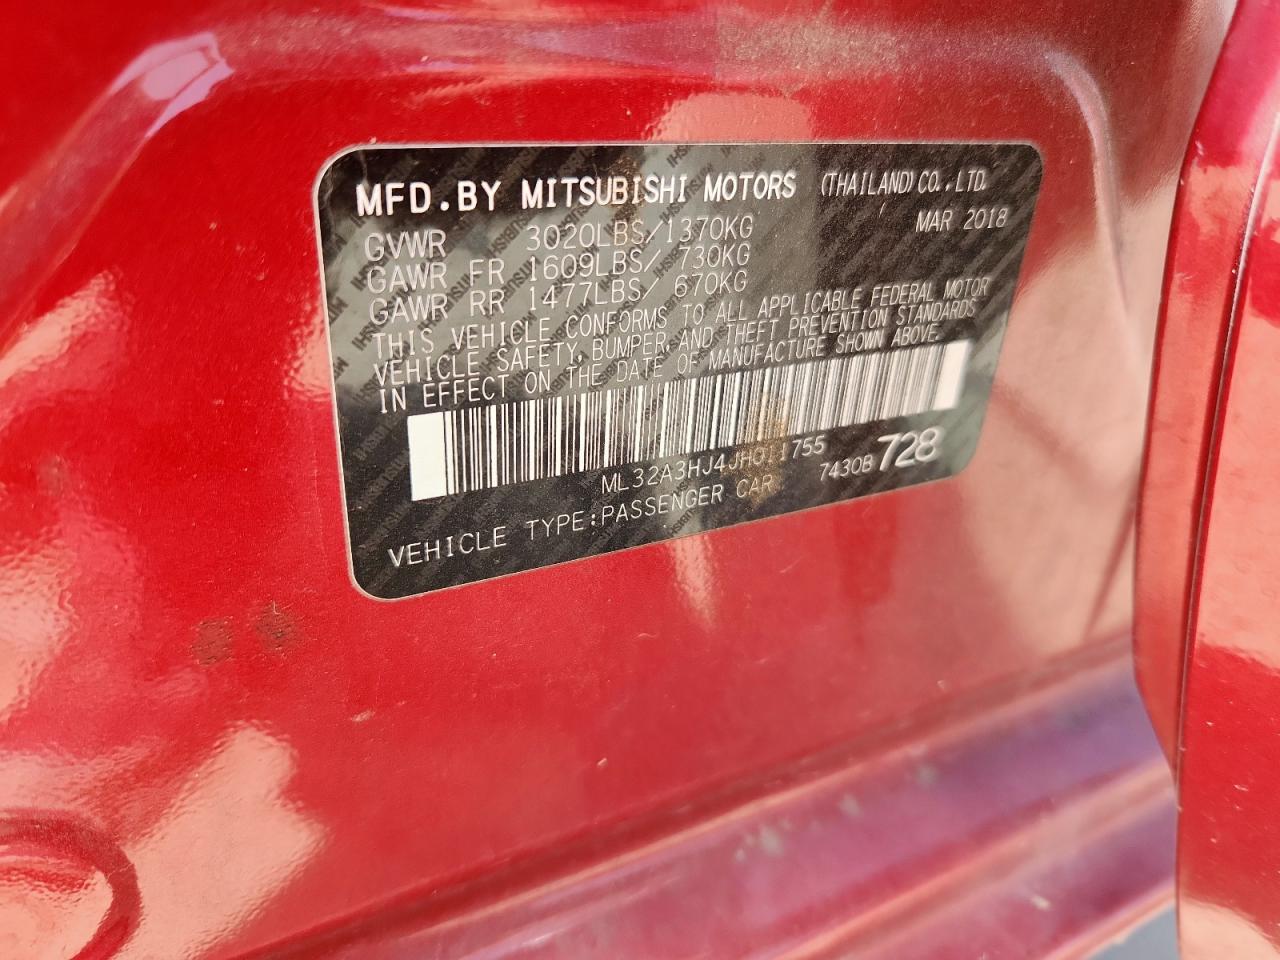 MFD.BY MITSUBISHI MOTORS (THAILAND)CO.,LTD.
MAR 2018
GVWR 3020LBS/1370KG
GAWR FR 1609LBS/ 730KG
GAWR RR 1477LBS/ 670KG
THIS VEHICLE CONFORMS TO ALL APPLICABLE FEDERAL MOTOR
VEHICLE SAFETY, BUMPER, AND THEFT PREVENTION STANDARDS
IN EFFECT ON THE DATE OF MANUFACTURE SHOWN ABOVE.
ML32A3HJ4JH011755
7430B 728
VEHICLE TYPE:PASSENGER CAR